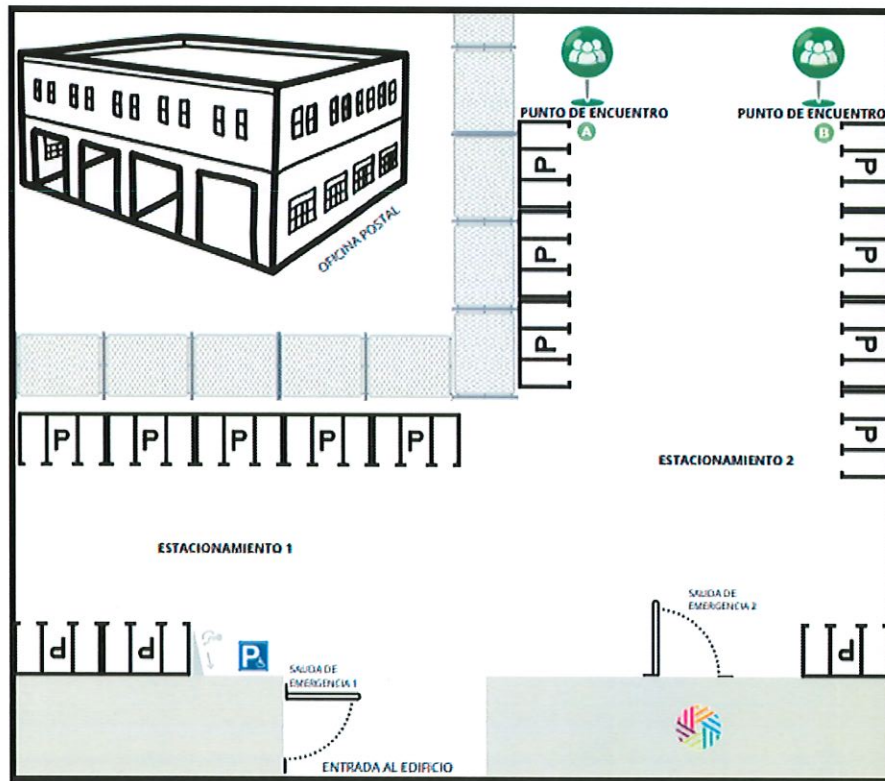 PUNTO DE ENCUENTRO
A
PUNTO DE ENCUENTRO
B
OFICINA POSTAL
P
P
P
P
P
P
P
P
P
P
P
P
ESTACIONAMIENTO 2
ESTACIONAMIENTO 1
P
P
P
SALIDA DE
EMERGENCIA 1
SALIDA DE
EMERGENCIA 2
P
ENTRADA AL EDIFICIO